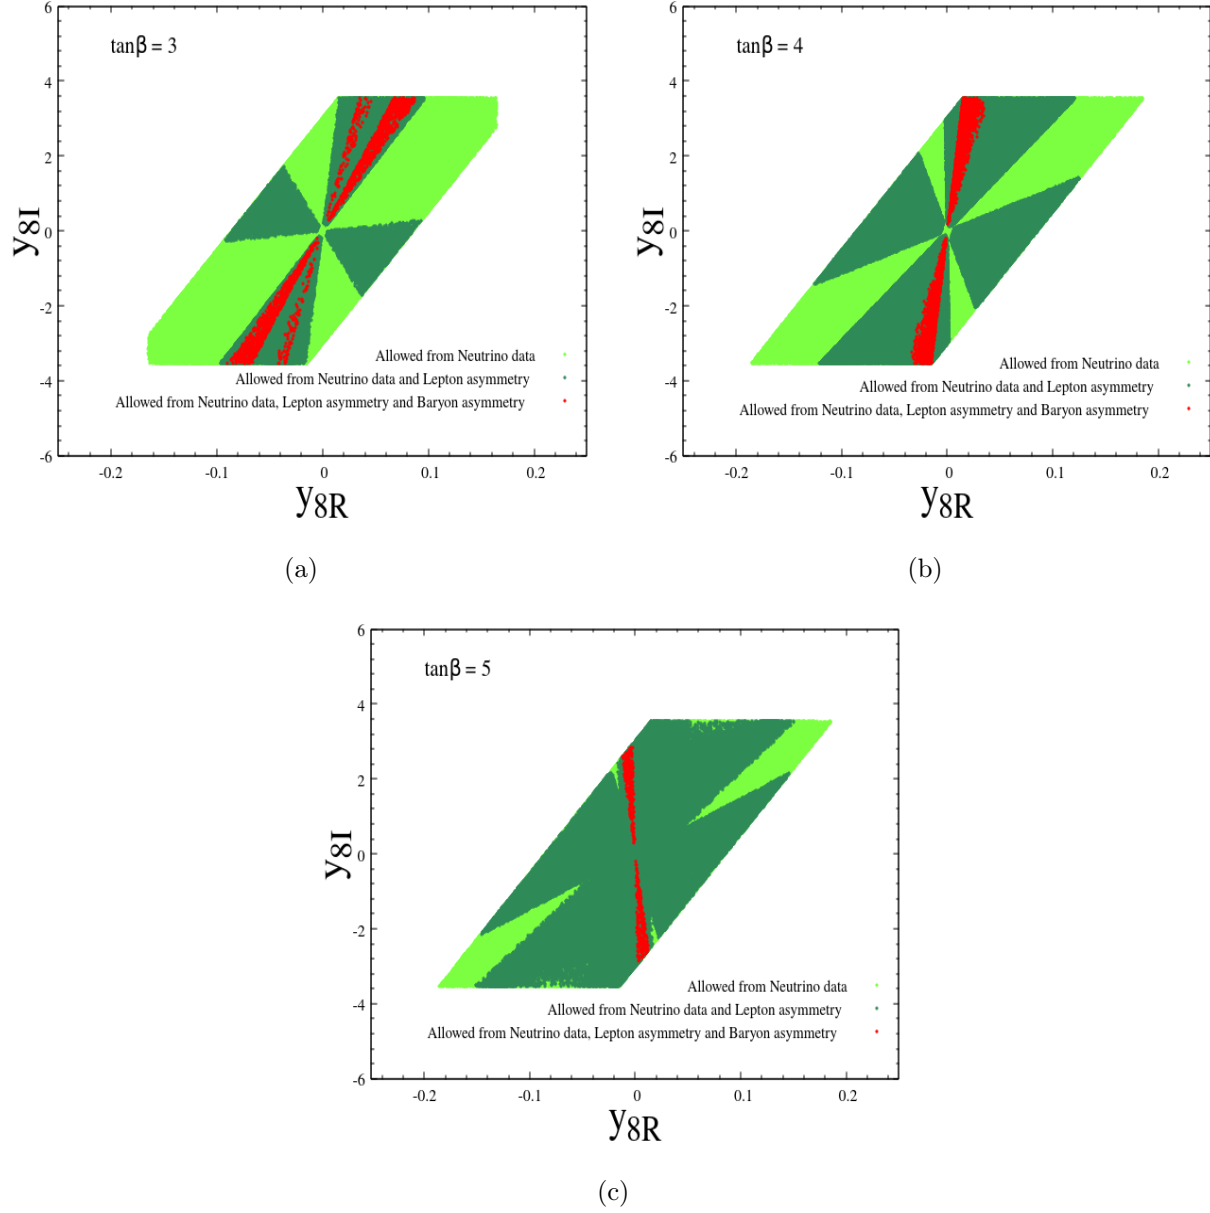 tanβ = 3
6
4
2
0
-2
-4
-6
y8I
Allowed from Neutrino data
Allowed from Neutrino data and Lepton asymmetry
Allowed from Neutrino data, Lepton asymmetry and Baryon asymmetry
-0.2
-0.1
0
0.1
0.2
y8R
(a)
tanβ = 4
6
4
2
0
-2
-4
-6
y8I
Allowed from Neutrino data
Allowed from Neutrino data and Lepton asymmetry
Allowed from Neutrino data, Lepton asymmetry and Baryon asymmetry
-0.2
-0.1
0
0.1
0.2
y8R
(b)
tanβ = 5
6
4
2
0
-2
-4
-6
y8I
Allowed from Neutrino data
Allowed from Neutrino data and Lepton asymmetry
Allowed from Neutrino data, Lepton asymmetry and Baryon asymmetry
-0.2
-0.1
0
0.1
0.2
y8R
(c)